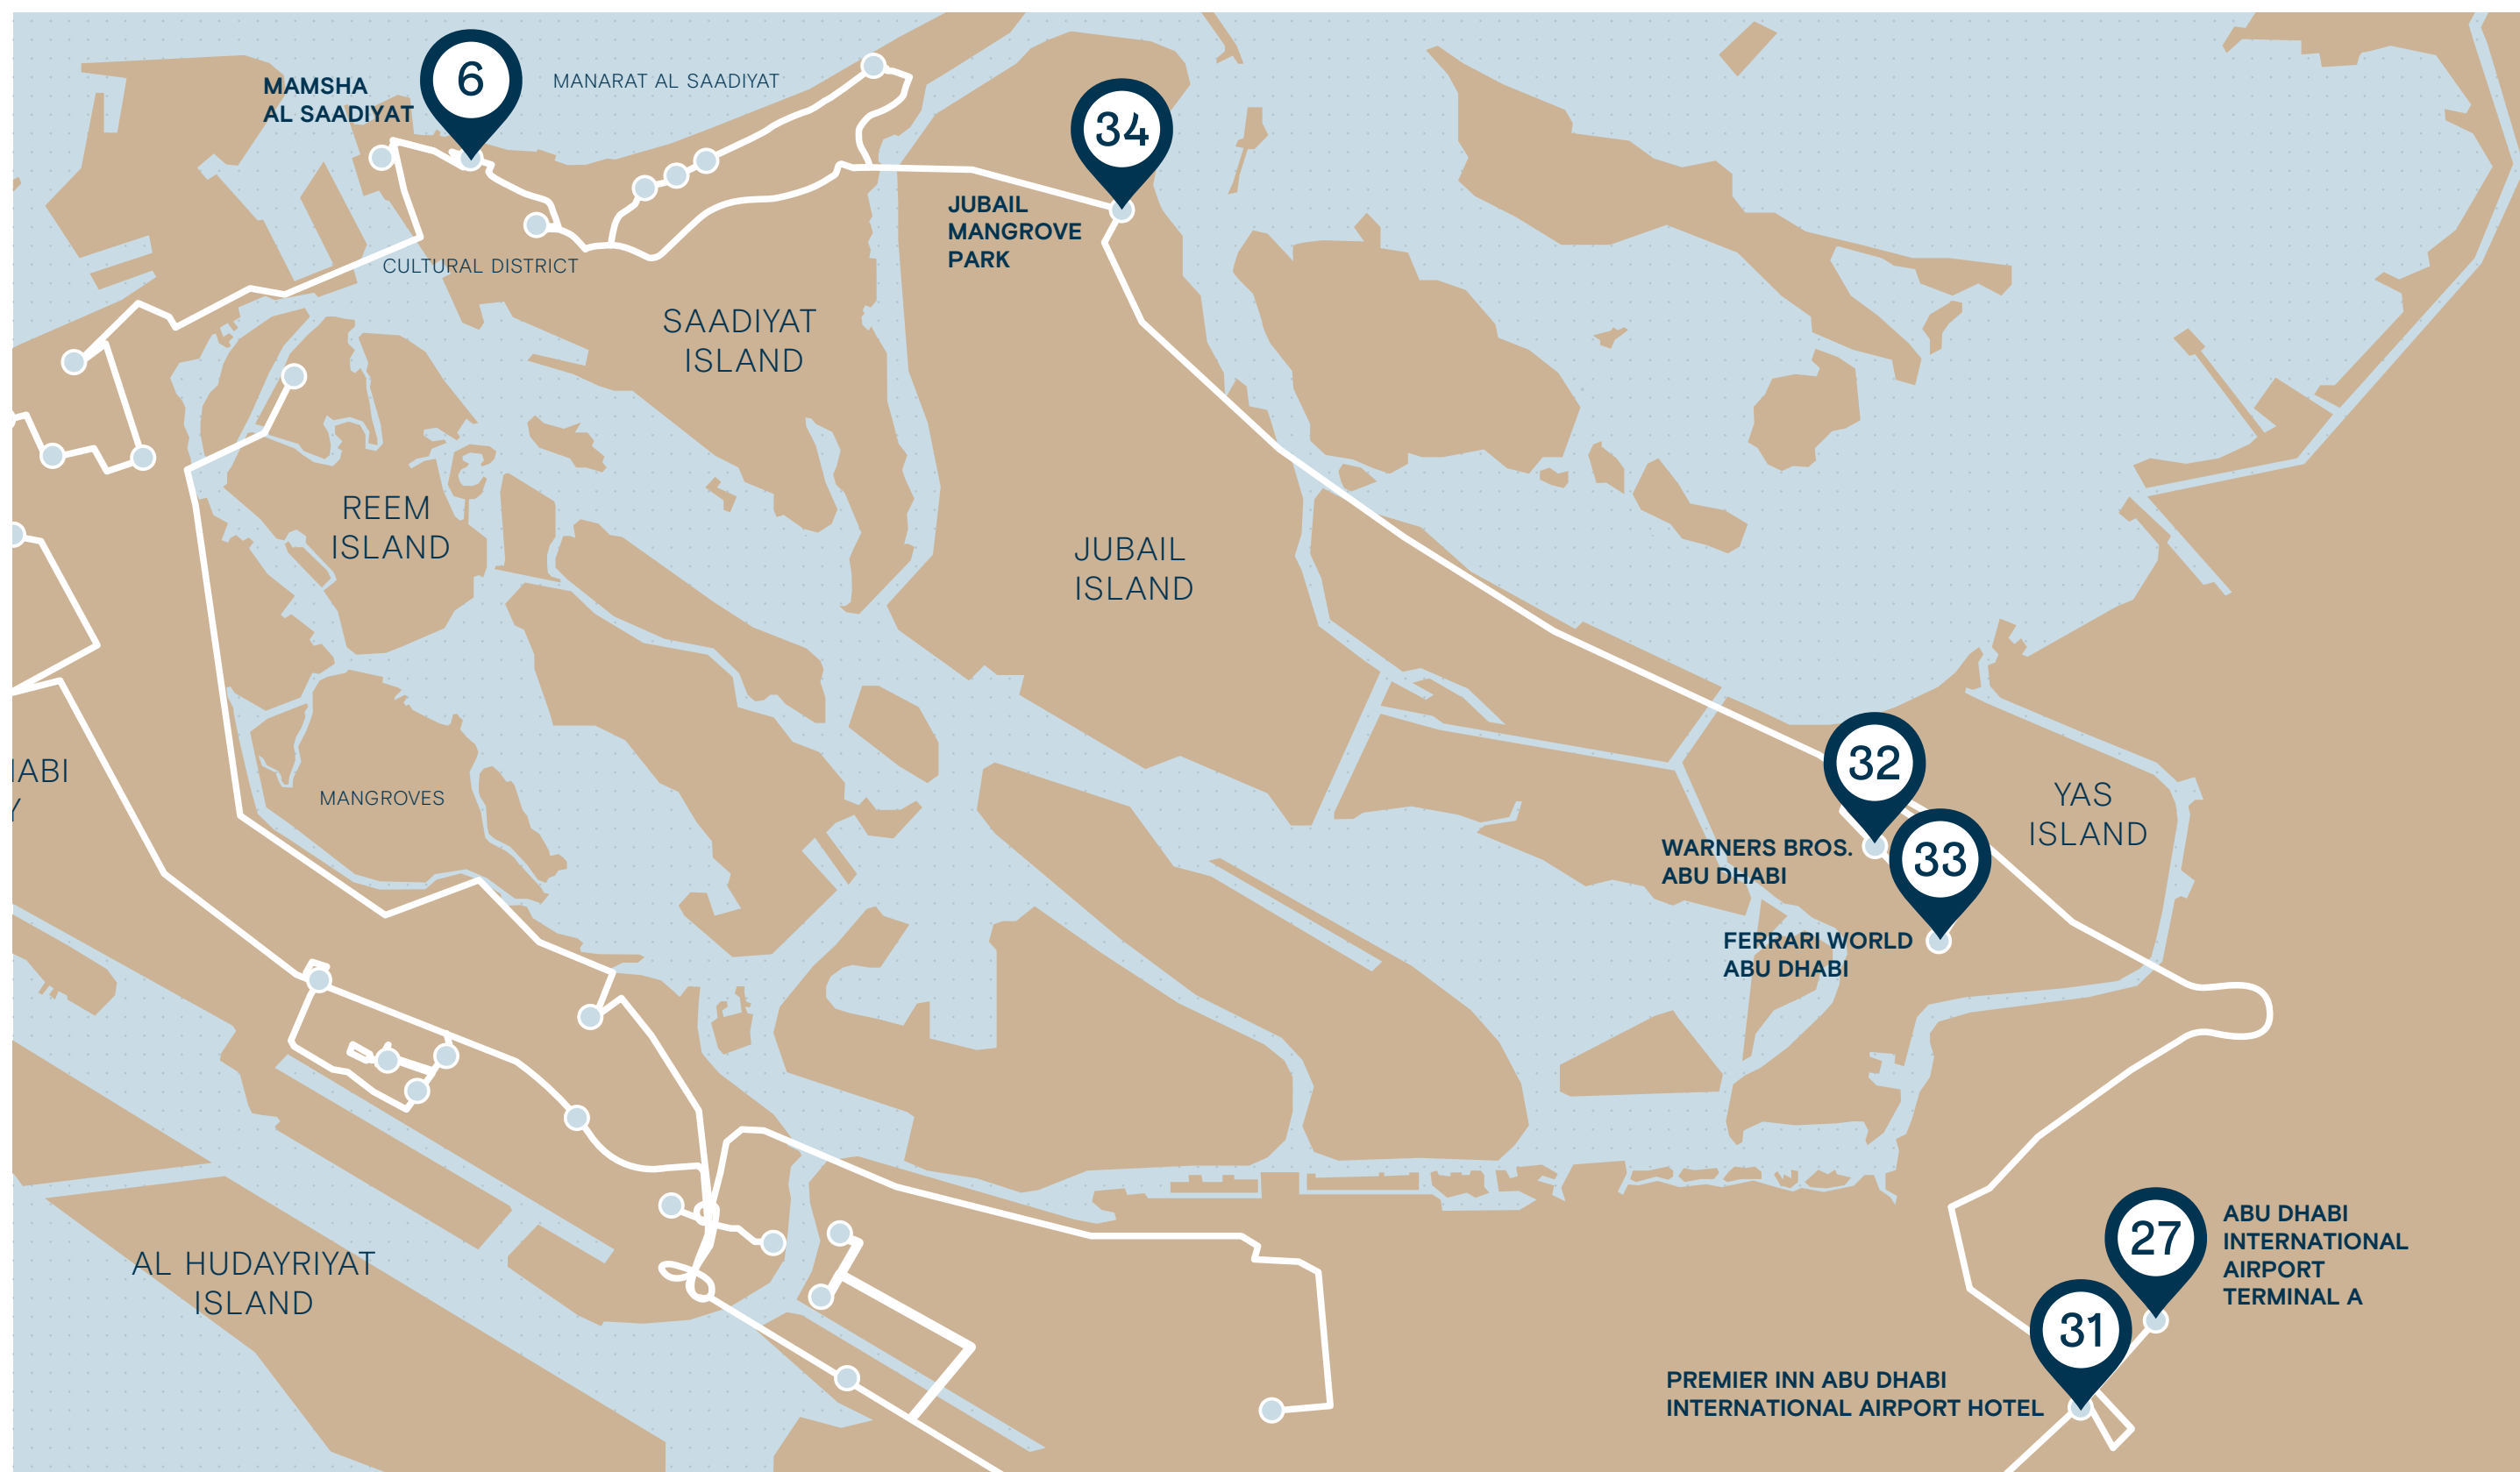 MAMSHA
AL SAADIYAT
6
MANARAT AL SAADIYAT
34
JUBAIL
MANGROVE
PARK
CULTURAL DISTRICT
SAADIYAT
ISLAND
REEM
ISLAND
JUBAIL
ISLAND
HABI
Y
MANGROVES
32
YAS
ISLAND
WARNERS BROS.
ABU DHABI
33
FERRARI WORLD
ABU DHABI
AL HUDAYRIYAT
ISLAND
27
ABU DHABI
INTERNATIONAL
AIRPORT
TERMINAL A
31
PREMIER INN ABU DHABI
INTERNATIONAL AIRPORT HOTEL